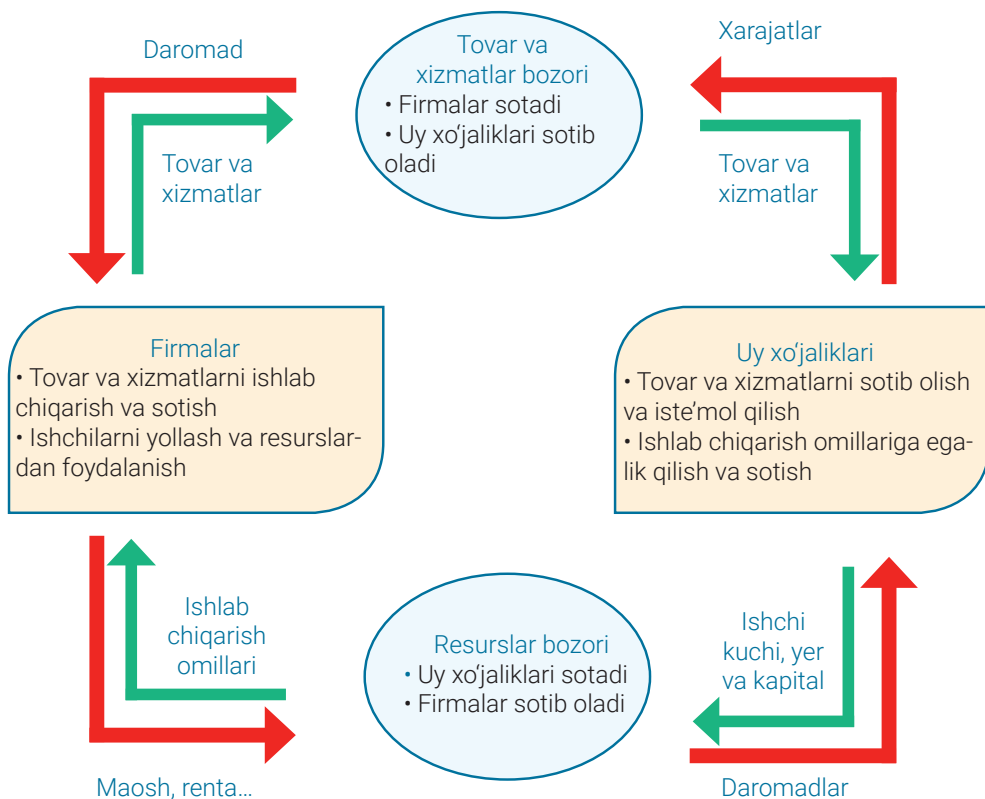 Daromad
Tovar va
xizmatlar bozori
• Firmalar sotadi
• Uy xo‘jaliklari sotib
oladi
Xarajatlar
Tovar va
xizmatlar
Tovar va
xizmatlar
Firmalar
• Tovar va xizmatlarni ishlab
chiqarish va sotish
• Ishchilarni yollash va resurslar-
dan foydalanish
Uy xo‘jaliklari
• Tovar va xizmatlarni sotib olish
va iste’mol qilish
• Ishlab chiqarish omillariga ega-
lik qilish va sotish
Ishlab
chiqarish
omillari
Resurslar bozori
• Uy xo‘jaliklari sotadi
• Firmalar sotib oladi
Ishchi
kuchi, yer
va kapital
Maosh, renta...
Daromadlar